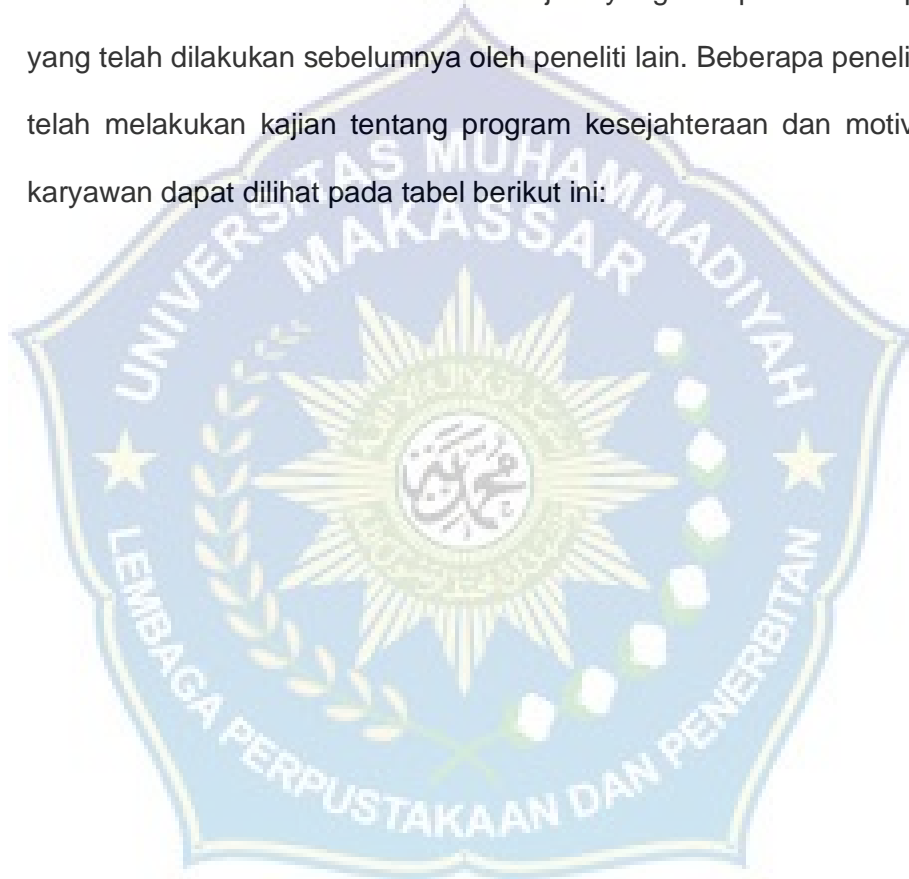 yang telah dilakukan sebelumnya oleh peneliti lain. Beberapa peneli
telah melakukan kajian tentang program kesejahteraan dan motiv
karyawan dapat dilihat pada tabel berikut ini:
UNIVERSITAS MUHAMMADIYAH
MAKASSAR
محمدية
LEMBAGA PERPUSTAKAAN DAN PENERBITAN